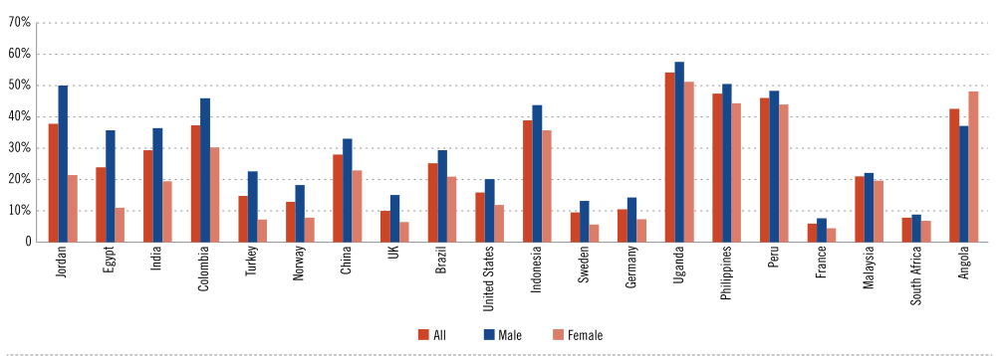 70%
60%
50%
40%
30%
20%
10%
0
Jordan
Egypt
India
Colombia
Turkey
Norway
China
UK
Brazil
United States
Indonesia
Sweden
Germany
Uganda
Philippines
Peru
France
Malaysia
South Africa
Angola
All Male Female